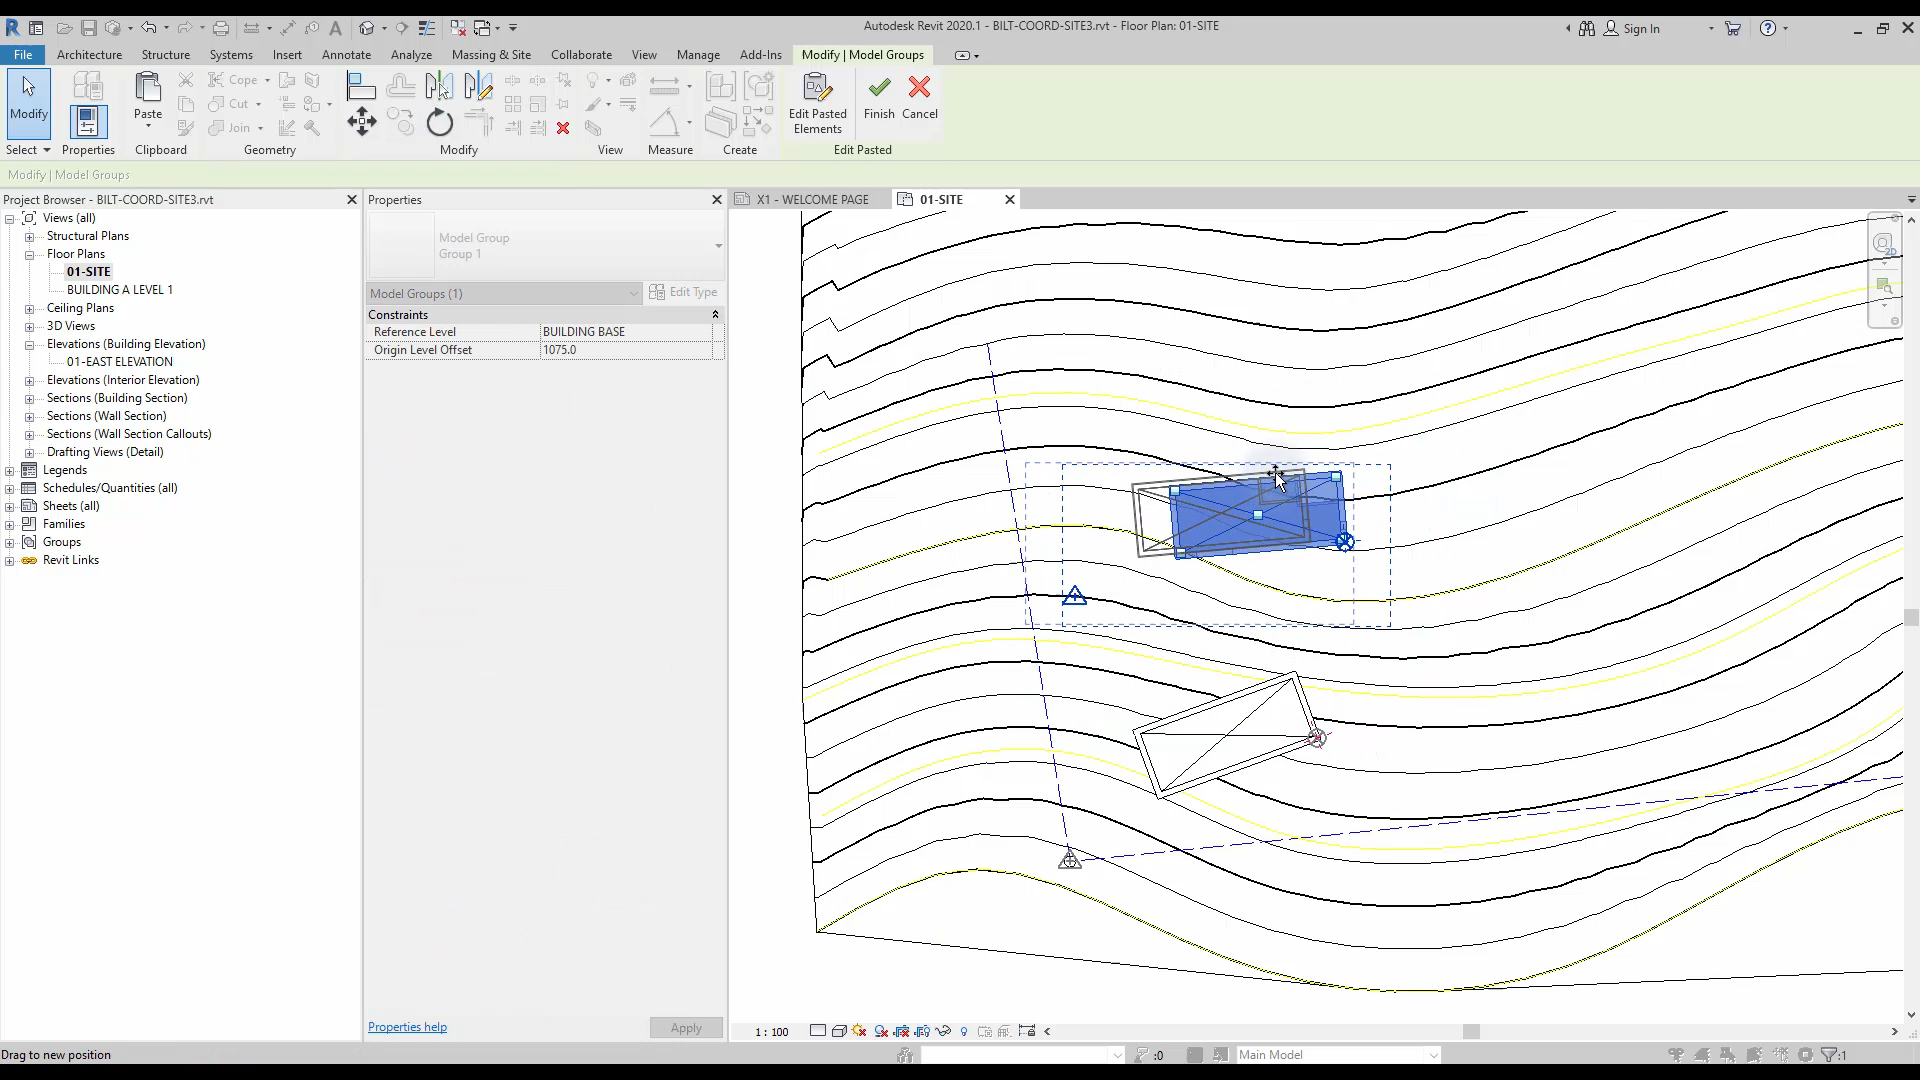 Autodesk Revit 2020.1 - BILT-COORD-SITE3.rvt - Floor Plan: 01-SITE
Sign In
File Architecture Structure Systems Insert Annotate Analyze Massing & Site Collaborate View Manage Add-Ins Modify | Model Groups
Modify
Paste
Cope
Cut
Join
Edit Pasted Elements
Finish
Cancel
Select Properties Clipboard Geometry Modify View Measure Create Edit Pasted
Modify | Model Groups
Project Browser - BILT-COORD-SITE3.rvt
Views (all)
Structural Plans
Floor Plans
01-SITE
BUILDING A LEVEL 1
Ceiling Plans
3D Views
Elevations (Building Elevation)
01-EAST ELEVATION
Elevations (Interior Elevation)
Sections (Building Section)
Sections (Wall Section)
Sections (Wall Section Callouts)
Drafting Views (Detail)
Legends
Schedules/Quantities (all)
Sheets (all)
Families
Groups
Revit Links
Properties
Model Group
Group 1
Model Groups (1)
Edit Type
Constraints
Reference Level BUILDING BASE
Origin Level Offset 1075.0
Properties help
Apply
X1 - WELCOME PAGE
01-SITE
2D
1 : 100
Drag to new position
:0
Main Model
:1